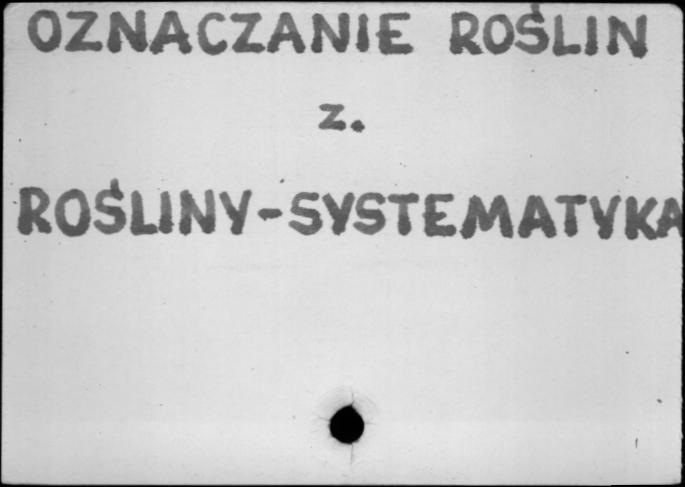 OZNACZANIE ROŚLIN
z.
ROŚLINY-SYSTEMATYKA